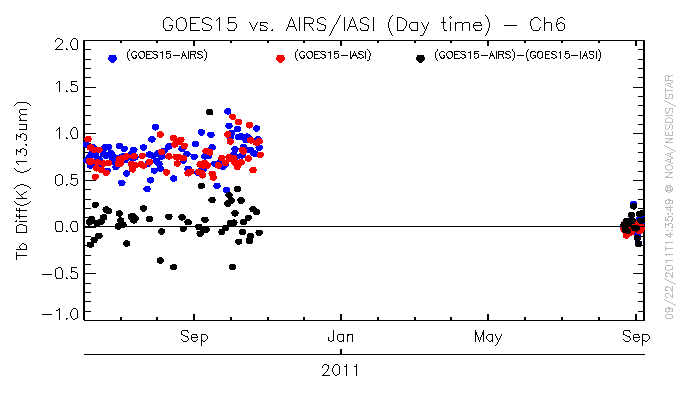 GOES15 vs. AIRS/IASI (Day time) − Ch6
(GOES15−AIRS) (GOES15−IASI) (GOES15−AIRS)−(GOES15−IASI)
Tb Diff(K) (13.3um)
2.0
1.5
1.0
0.5
0.0
−0.5
−1.0
Sep Jan May Sep
2011
09/22/2011T14:35:49 @ NOAA/NESDIS/STAR